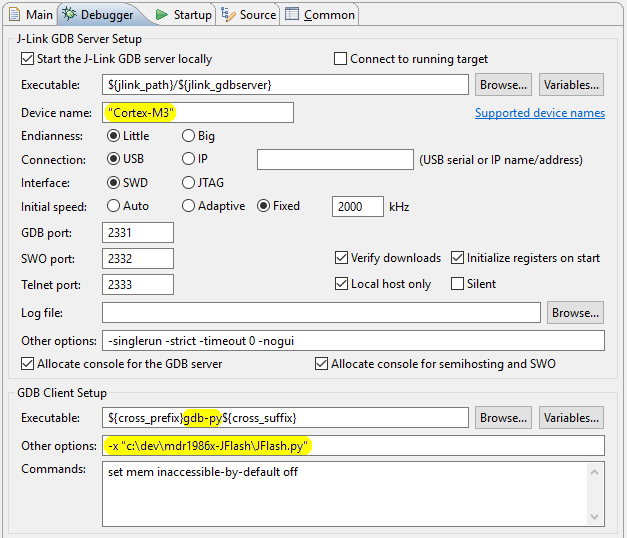 Main Debugger Startup Source Common
J-Link GDB Server Setup
Start the J-Link GDB server locally Connect to running target
Executable: ${jlink_path}/${jlink_gdbserver} Browse... Variables...
Device name: "Cortex-M3" Supported device names
Endianness: Little Big
Connection: USB IP (USB serial or IP name/address)
Interface: SWD JTAG
Initial speed: Auto Adaptive Fixed 2000 kHz
GDB port: 2331
SWO port: 2332 Verify downloads Initialize registers on start
Telnet port: 2333 Local host only Silent
Log file: Browse...
Other options: -singlerun -strict -timeout 0 -nogui
Allocate console for the GDB server Allocate console for semihosting and SWO
GDB Client Setup
Executable: ${cross_prefix}gdb-py${cross_suffix} Browse... Variables...
Other options: -x "c:\dev\mdr1986x-JFlash\JFlash.py"
Commands: set mem inaccessible-by-default off